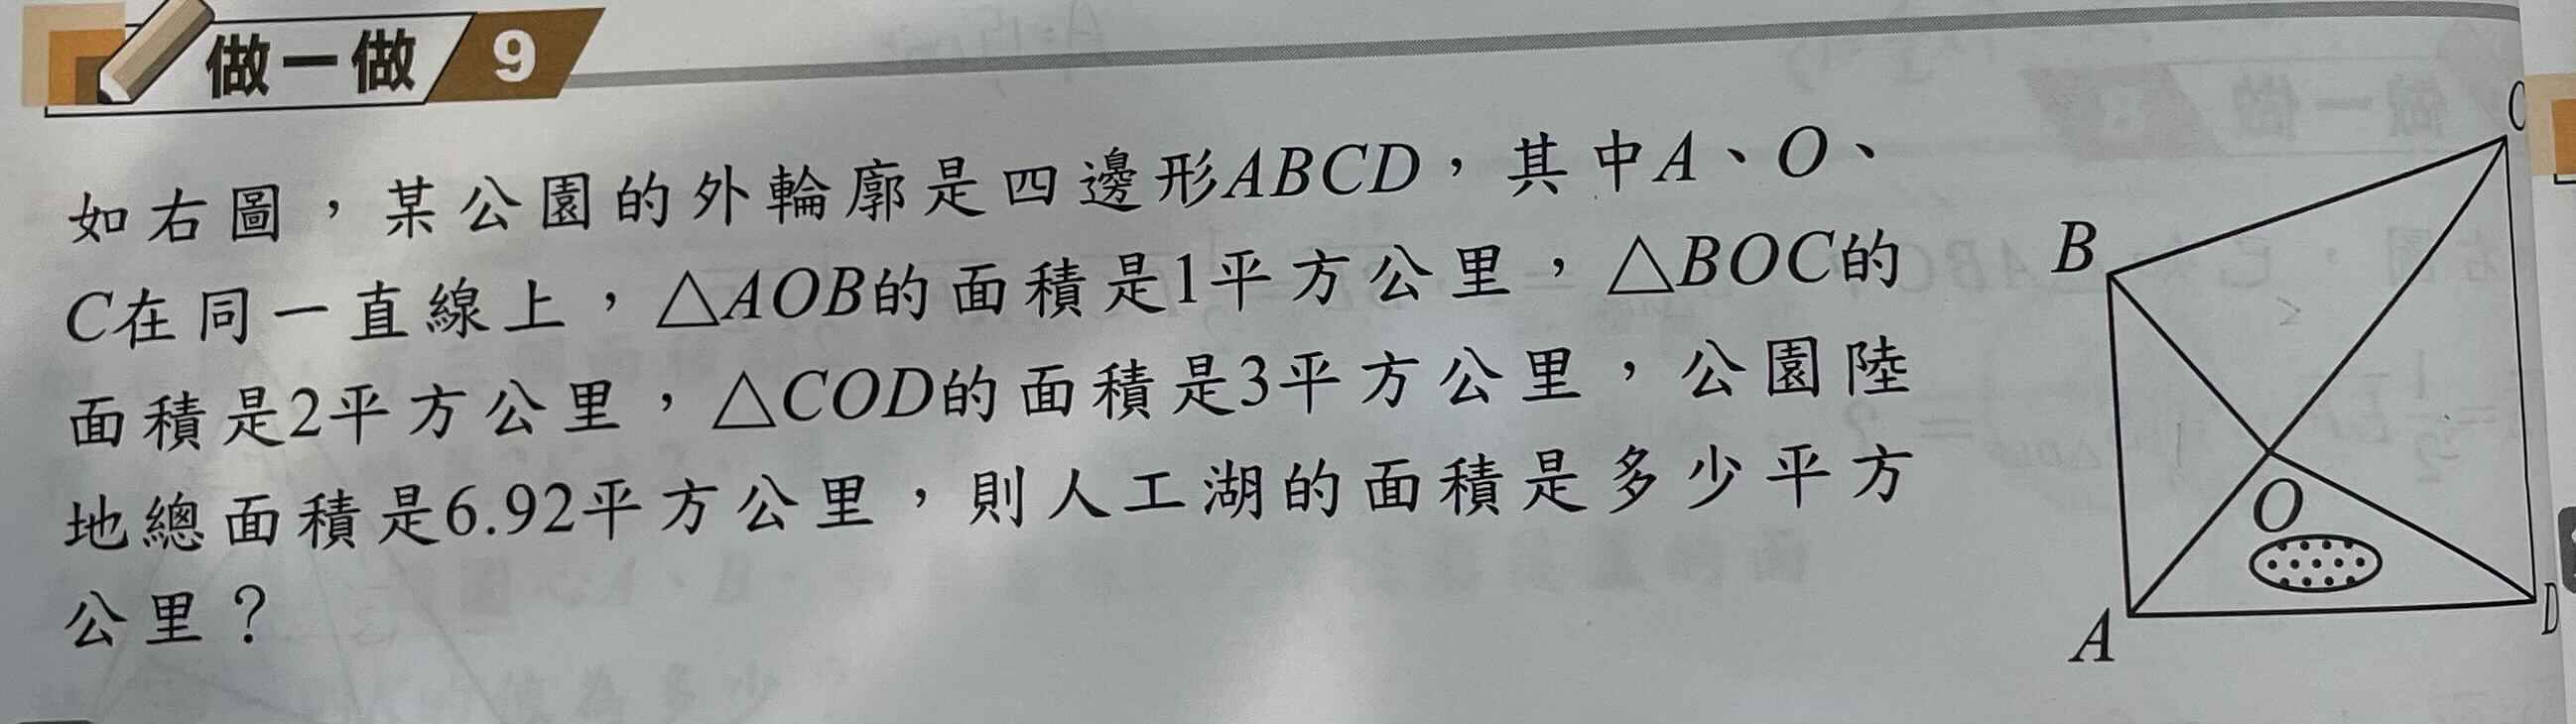 做一做 9
如右圖，某公園的外輪廓是四邊形ABCD，其中A、O、
C在同一直線上，△AOB的面積是1平方公里，△BOC的
面積是2平方公里，△COD的面積是3平方公里，公園陸
地總面積是6.92平方公里，則人工湖的面積是多少平方
公里？
C
B
O
A
D